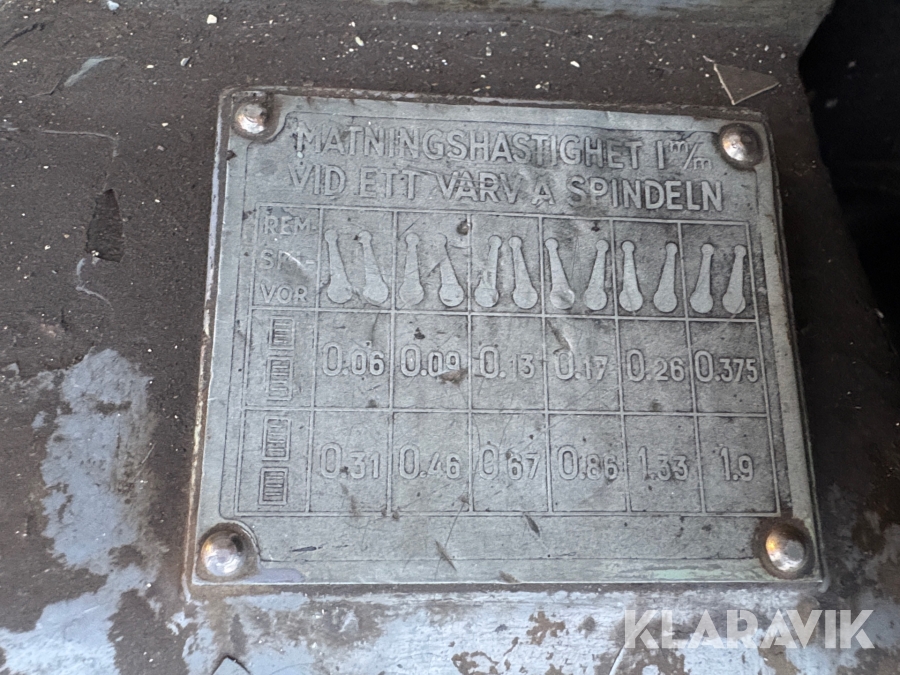 MATNINGSHASTIGHET I m/m
VID ETT VARV Å SPINDELN
REM-
SKI-
VOR
0.06 0.09 0.13 0.17 0.26 0.375
0.31 0.46 0.67 0.86 1.33 1.9
KLARAVIK